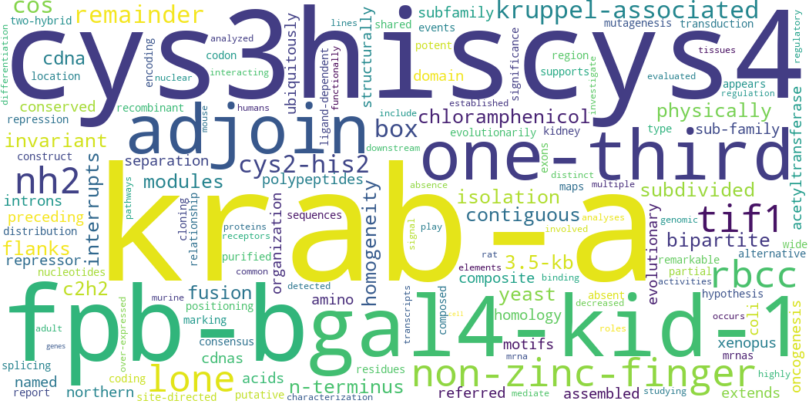 cos
two-hybrid
remainder
differentiation
cys3hiscys4
subfamily
kruppel-associated
events
lines
shared
mutagenesis
transduction
cdna
location
encoding
analyzed
codon
nuclear
interacting
ubiquitously
ligand-dependent
functionally
structurally
potent
domain
significance
region
supports
investigate
evaluated
tissues
appears
regulation
regulatory
conserved
recombinant
repression
mouse
humans
adjoin
box
include
downstream
established
chloramphenicol
evolutionarily
kidney
type
physically
sub-family
acetyltransferase
invariant
construct
separation
cys2-his2
one-third
exons
distinct
maps
multiple
nh2
interrupts
modules
polypeptides
homogeneity
absence
isolation
contiguous
subdivided
introns
preceding
distribution
flanks
repressor
nucleotides
pathways
krab-a
cloning
relationship
organization
sequences
proteins
receptors
purified
common
signal
play
analyses
involved
rat
elements
3.5-kb
composite
binding
evolutionary
genomic
tif1
bipartite
wide
alternative
remarkable
partial
activities
rbcc
c2h2
fusion
positioning
marking
consensus
cdnas
murine
over-expressed
adult
genes
fpb-bgal4-kid-1
amino
detected
transcripts
composed
cell
yeast
homology
motifs
absent
decreased
roles
hypothesis
occurs
xenopus
mrnas
coli
oncogenesis
splicing
named
report
northern
coding
site-directed
lone
acids
putative
n-terminus
characterization
residues
referred
mrna
mediate
non-zinc-finger
assembled
studying
extends
highly